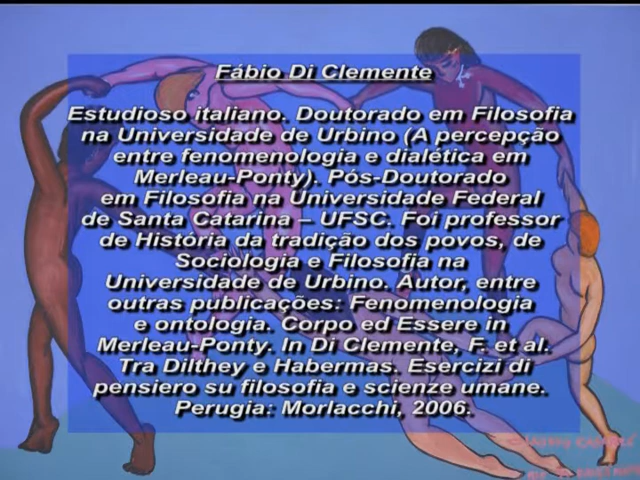 Fábio Di Clemente
Estudioso italiano. Doutorado em Filosofia
na Universidade de Urbino (A percepção
entre fenomenologia e dialética em
Merleau-Ponty). Pós-Doutorado
em Filosofia na Universidade Federal
de Santa Catarina – UFSC. Foi professor
de História da tradição dos povos, de
Sociologia e Filosofia na
Universidade de Urbino. Autor, entre
outras publicações: Fenomenologia
e ontologia. Corpo ed Essere in
Merleau-Ponty. In Di Clemente, F. et al.
Tra Dilthey e Habermas. Esercizi di
pensiero su filosofia e scienze umane.
Perugia: Morlacchi, 2006.